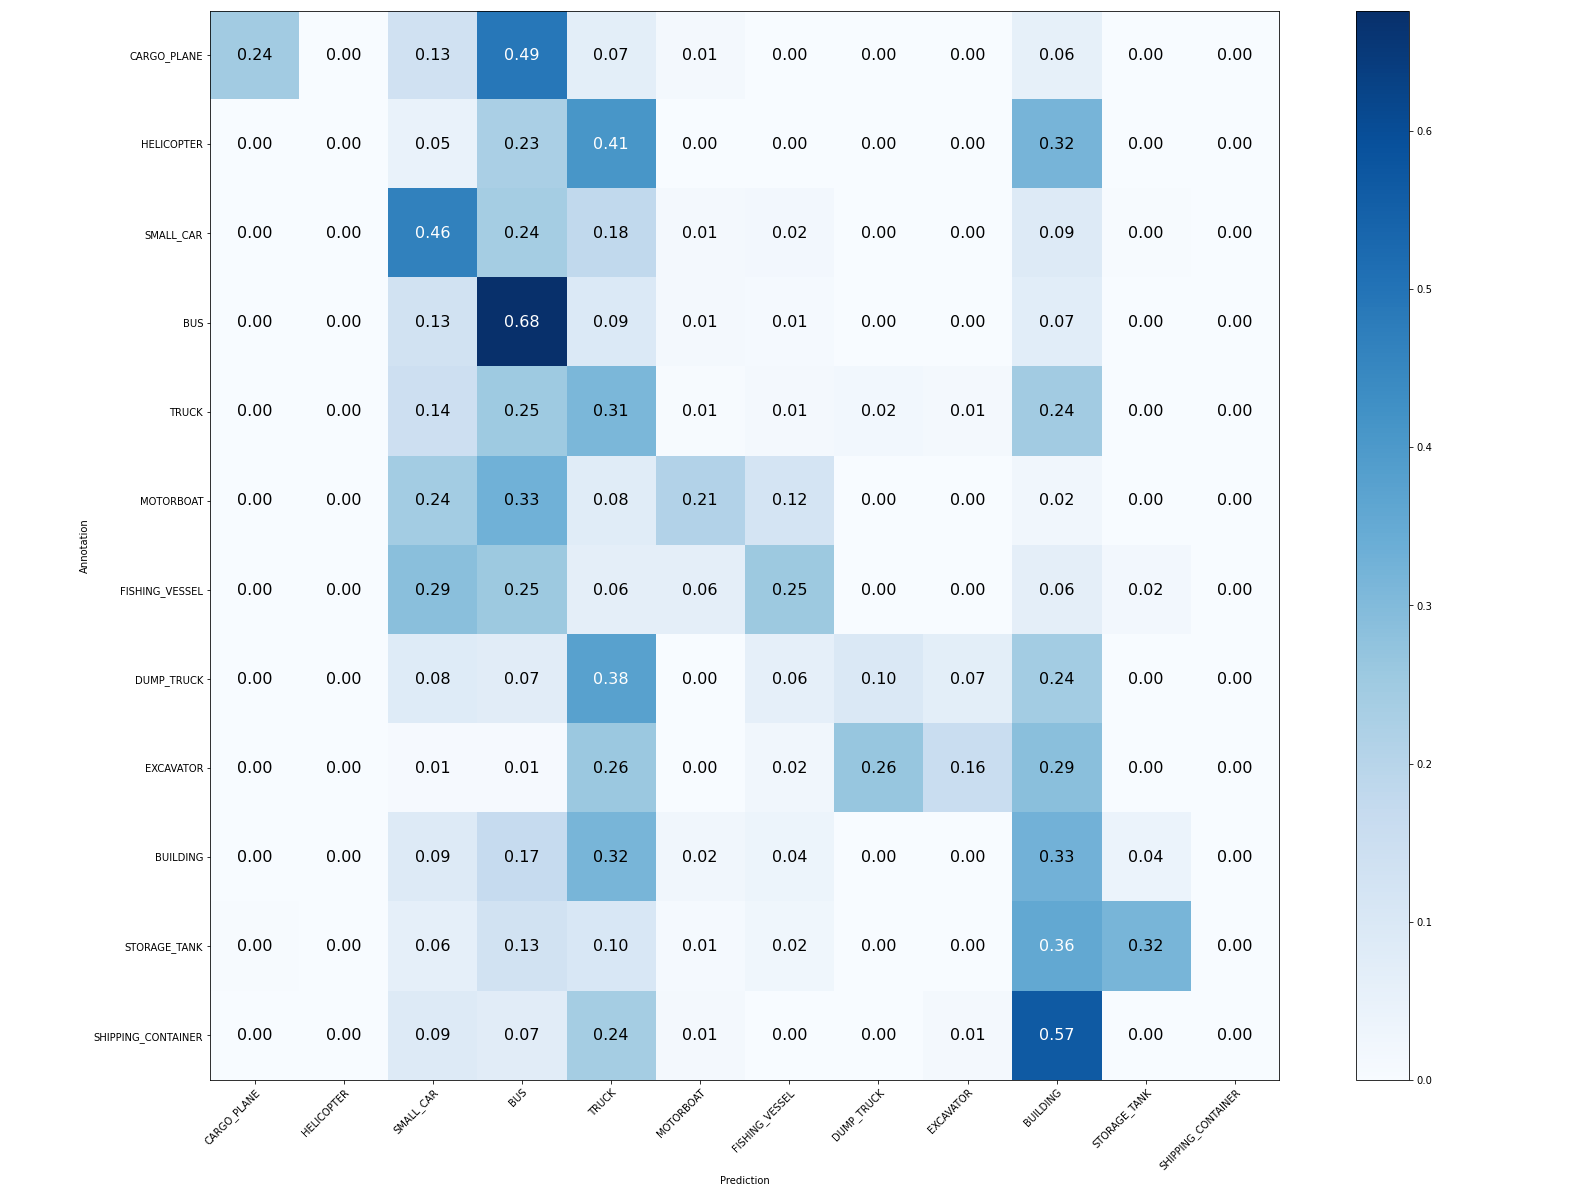 CARGO_PLANE 0.24 0.00 0.13 0.49 0.07 0.01 0.00 0.00 0.00 0.06 0.00 0.00
HELICOPTER 0.00 0.00 0.05 0.23 0.41 0.00 0.00 0.00 0.00 0.32 0.00 0.00
SMALL_CAR 0.00 0.00 0.46 0.24 0.18 0.01 0.02 0.00 0.00 0.09 0.00 0.00
BUS 0.00 0.00 0.13 0.68 0.09 0.01 0.01 0.00 0.00 0.07 0.00 0.00
TRUCK 0.00 0.00 0.14 0.25 0.31 0.01 0.01 0.02 0.01 0.24 0.00 0.00
MOTORBOAT 0.00 0.00 0.24 0.33 0.08 0.21 0.12 0.00 0.00 0.02 0.00 0.00
FISHING_VESSEL 0.00 0.00 0.29 0.25 0.06 0.06 0.25 0.00 0.00 0.06 0.02 0.00
DUMP_TRUCK 0.00 0.00 0.08 0.07 0.38 0.00 0.06 0.10 0.07 0.24 0.00 0.00
EXCAVATOR 0.00 0.00 0.01 0.01 0.26 0.00 0.02 0.26 0.16 0.29 0.00 0.00
BUILDING 0.00 0.00 0.09 0.17 0.32 0.02 0.04 0.00 0.00 0.33 0.04 0.00
STORAGE_TANK 0.00 0.00 0.06 0.13 0.10 0.01 0.02 0.00 0.00 0.36 0.32 0.00
SHIPPING_CONTAINER 0.00 0.00 0.09 0.07 0.24 0.01 0.00 0.00 0.01 0.57 0.00 0.00
CARGO_PLANE HELICOPTER SMALL_CAR BUS TRUCK MOTORBOAT FISHING_VESSEL DUMP_TRUCK EXCAVATOR BUILDING STORAGE_TANK SHIPPING_CONTAINER
Prediction
Annotation
0.6
0.5
0.4
0.3
0.2
0.1
0.0